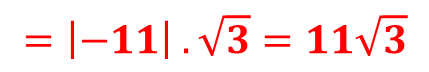 = |−11| . √3 = 11√3